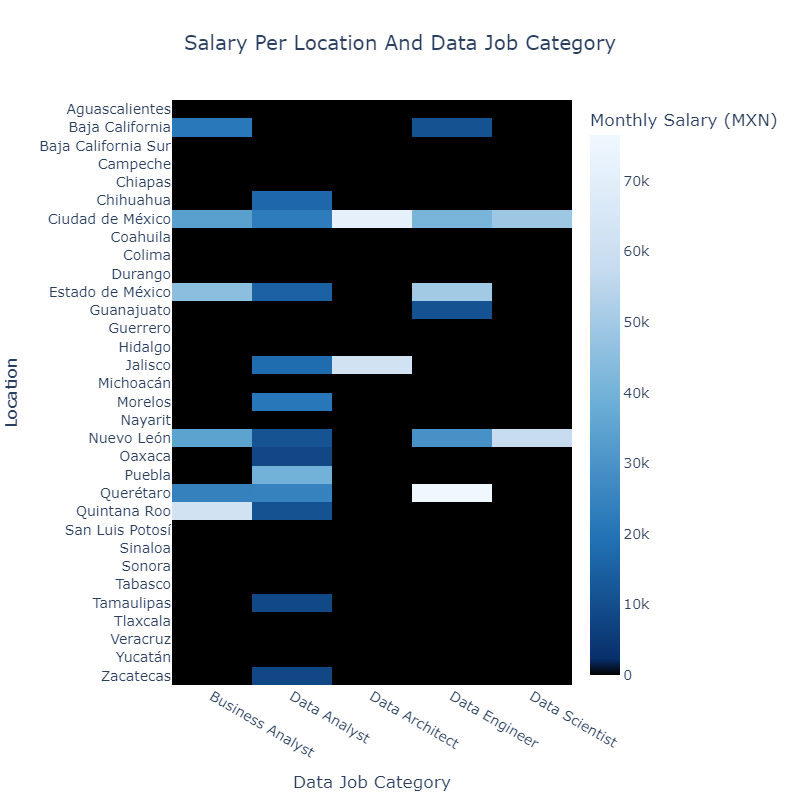 Salary Per Location And Data Job Category
Monthly Salary (MXN)
Location
Aguascalientes
Baja California
Baja California Sur
Campeche
Chiapas
Chihuahua
Ciudad de México
Coahuila
Colima
Durango
Estado de México
Guanajuato
Guerrero
Hidalgo
Jalisco
Michoacán
Morelos
Nayarit
Nuevo León
Oaxaca
Puebla
Querétaro
Quintana Roo
San Luis Potosí
Sinaloa
Sonora
Tabasco
Tamaulipas
Tlaxcala
Veracruz
Yucatán
Zacatecas
70k
60k
50k
40k
30k
20k
10k
0
Business Analyst
Data Analyst
Data Architect
Data Engineer
Data Scientist
Data Job Category